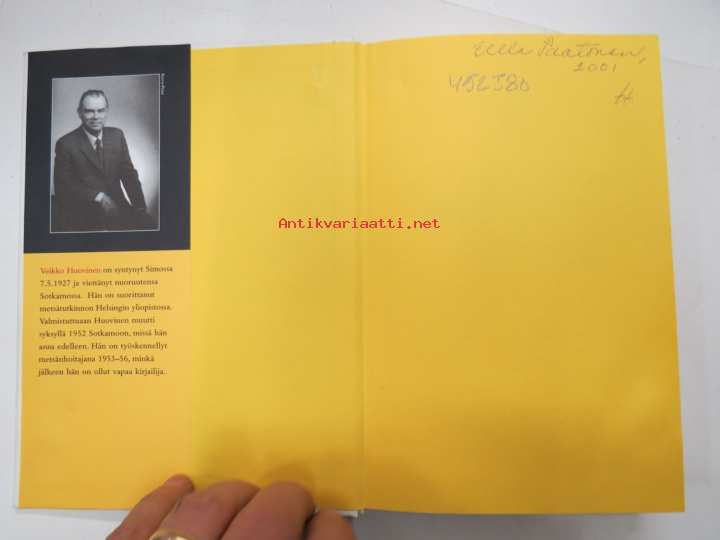 Veikko Huovinen on syntynyt Simossa
7.5.1927 ja viettänyt nuoruutensa
Sotkamossa. Hän on suorittanut
metsätutkinnon Helsingin yliopistossa.
Valmistuttuaan Huovinen muutti
syksyllä 1952 Sotkamoon, missä hän
asuu edelleen. Hän on työskennellyt
metsänhoitajana 1953–56, minkä
jälkeen hän on ollut vapaa kirjailija.
Antikvariaatti.net
2001